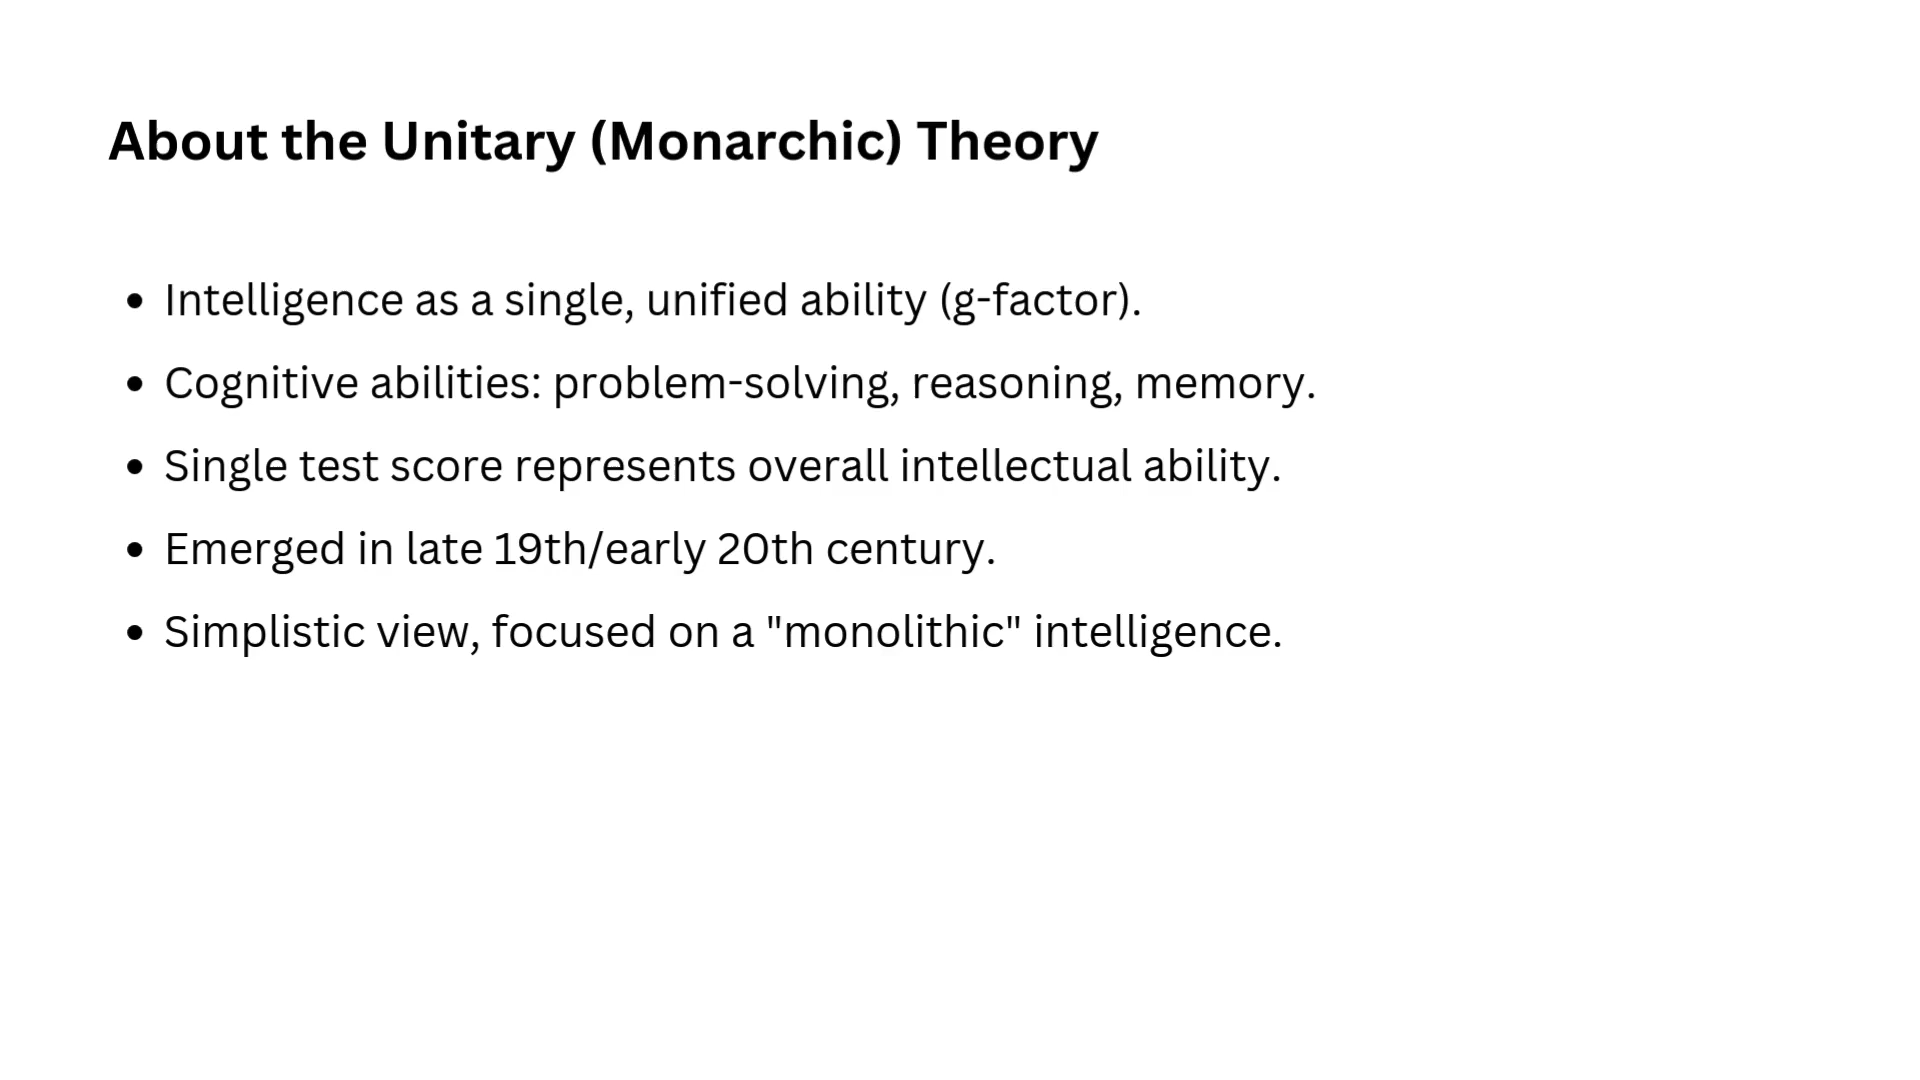 About the Unitary (Monarchic) Theory
• Intelligence as a single, unified ability (g-factor).
• Cognitive abilities: problem-solving, reasoning, memory.
• Single test score represents overall intellectual ability.
• Emerged in late 19th/early 20th century.
• Simplistic view, focused on a "monolithic" intelligence.